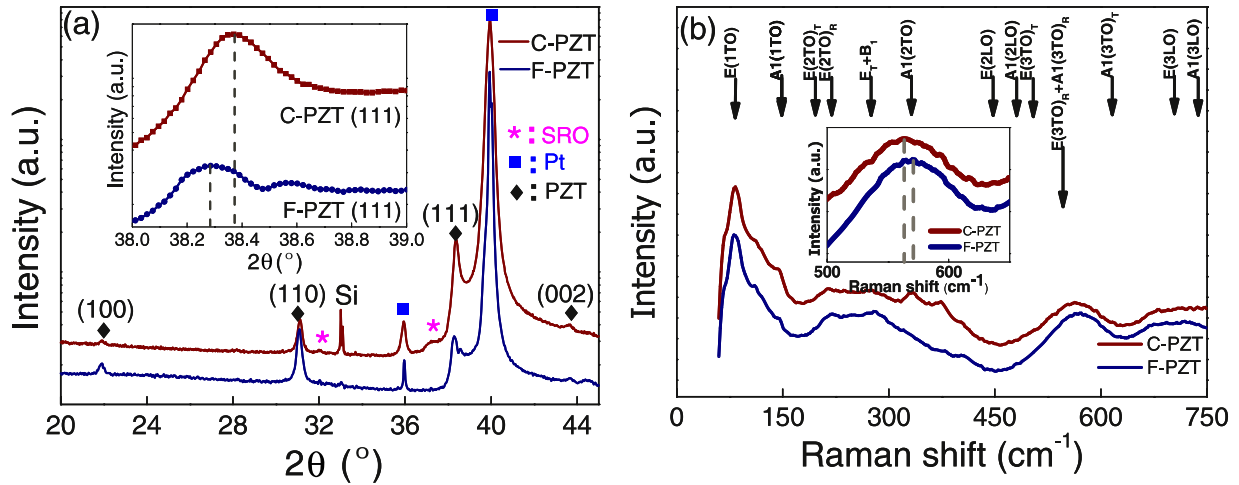 (a)
Intensity (a.u.)
C-PZT (111)
F-PZT (111)
38.0 38.2 38.4 38.6 38.8 39.0
2θ(°)
C-PZT
F-PZT
* : SRO
■ : Pt
◆ : PZT
(100)
(110)
*
Si
*
(111)
(002)
Intensity (a.u.)
20 24 28 32 36 40 44
2θ (°)
(b)
E(1TO)
A1(1TO)
E(2TO)T
E(2TO)R
ET+B1
A1(2TO)
E(2LO)
A1(2LO)
E(3TO)T
E(3TO)R+A1(3TO)R
A1(3TO)T
E(3LO)
A1(3LO)
Intensity (a.u.)
C-PZT
F-PZT
500 600
Raman shift (cm-1)
C-PZT
F-PZT
Intensity (a.u.)
0 150 300 450 600 750
Raman shift (cm-1)